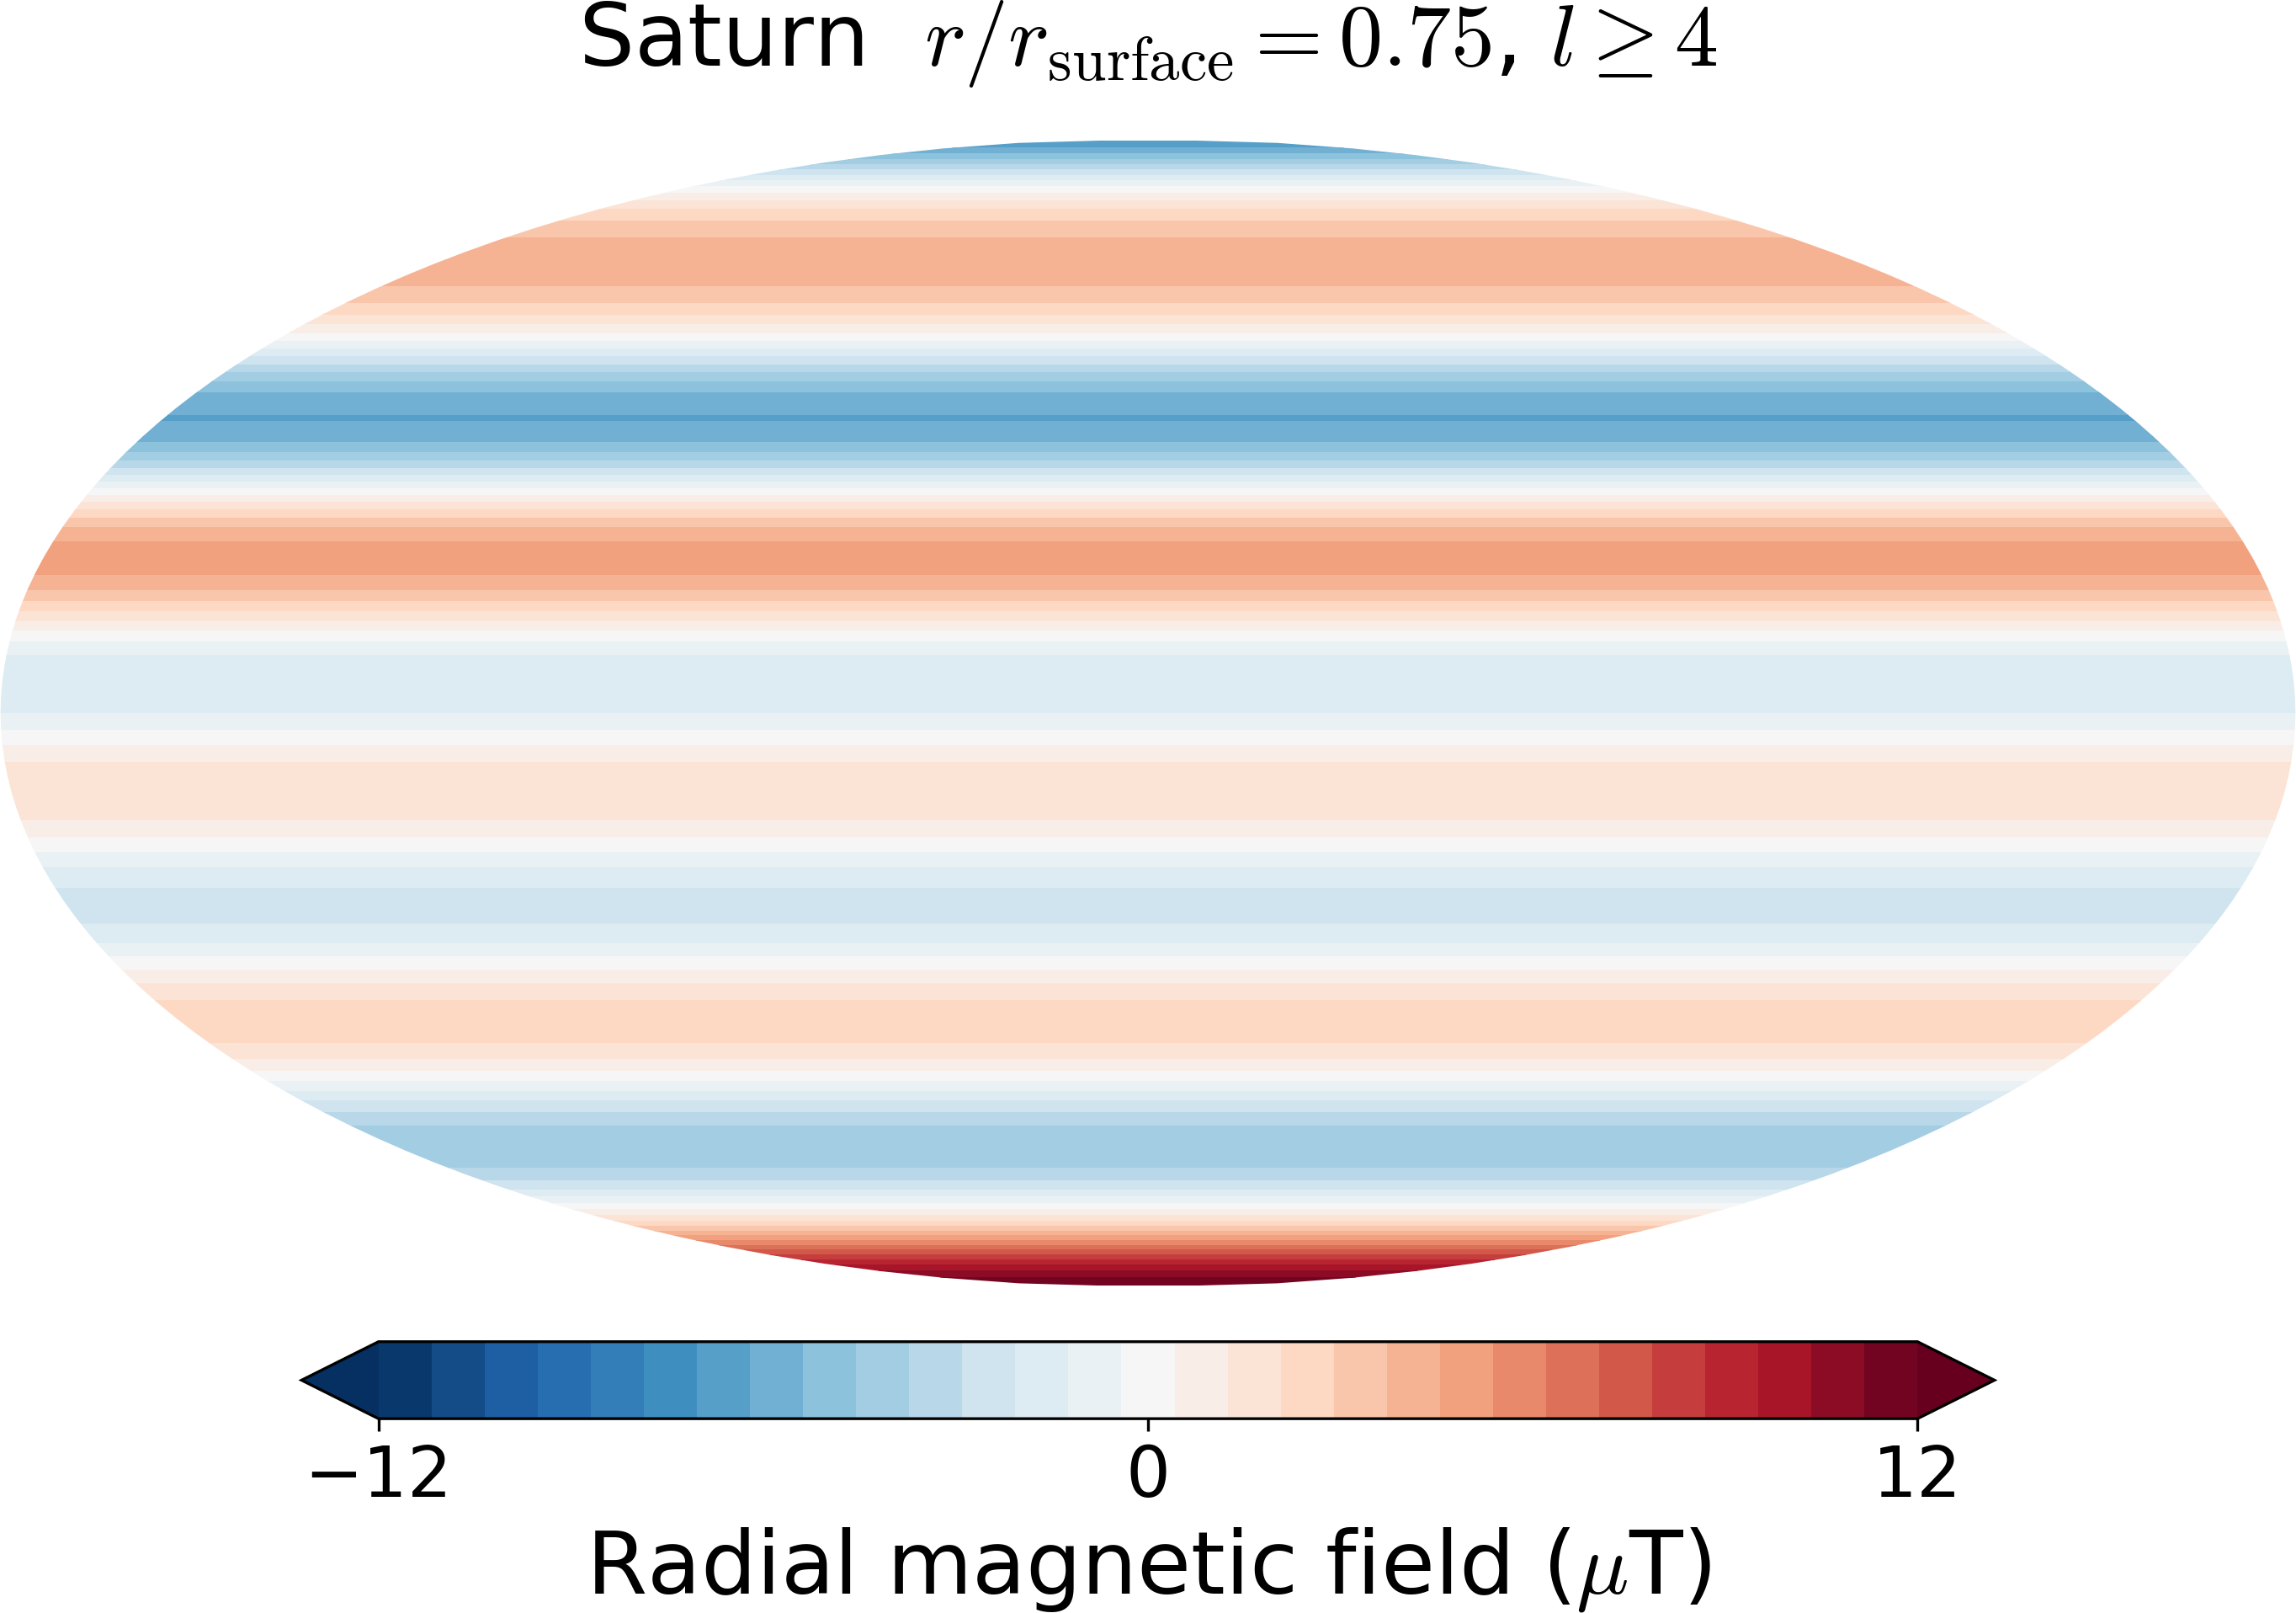 Saturn r/r_surface = 0.75, l ≥ 4
−12 0 12
Radial magnetic field (μT)